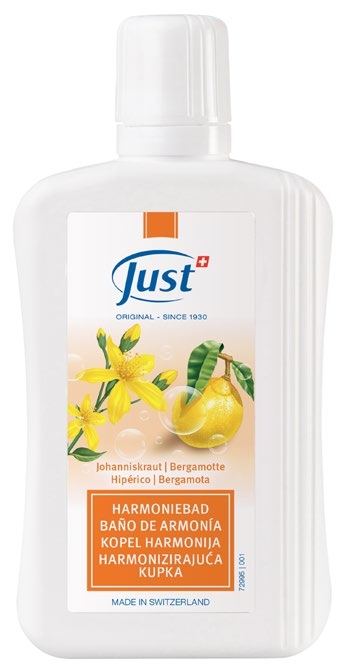 Just
ORIGINAL - SINCE 1930
Johanniskraut | Bergamotte
Hipérico | Bergamota
HARMONIEBAD
BAÑO DE ARMONÍA
KOPEL HARMONIJA
HARMONIZIRAJUĆA
KUPKA
72995 | 001
MADE IN SWITZERLAND